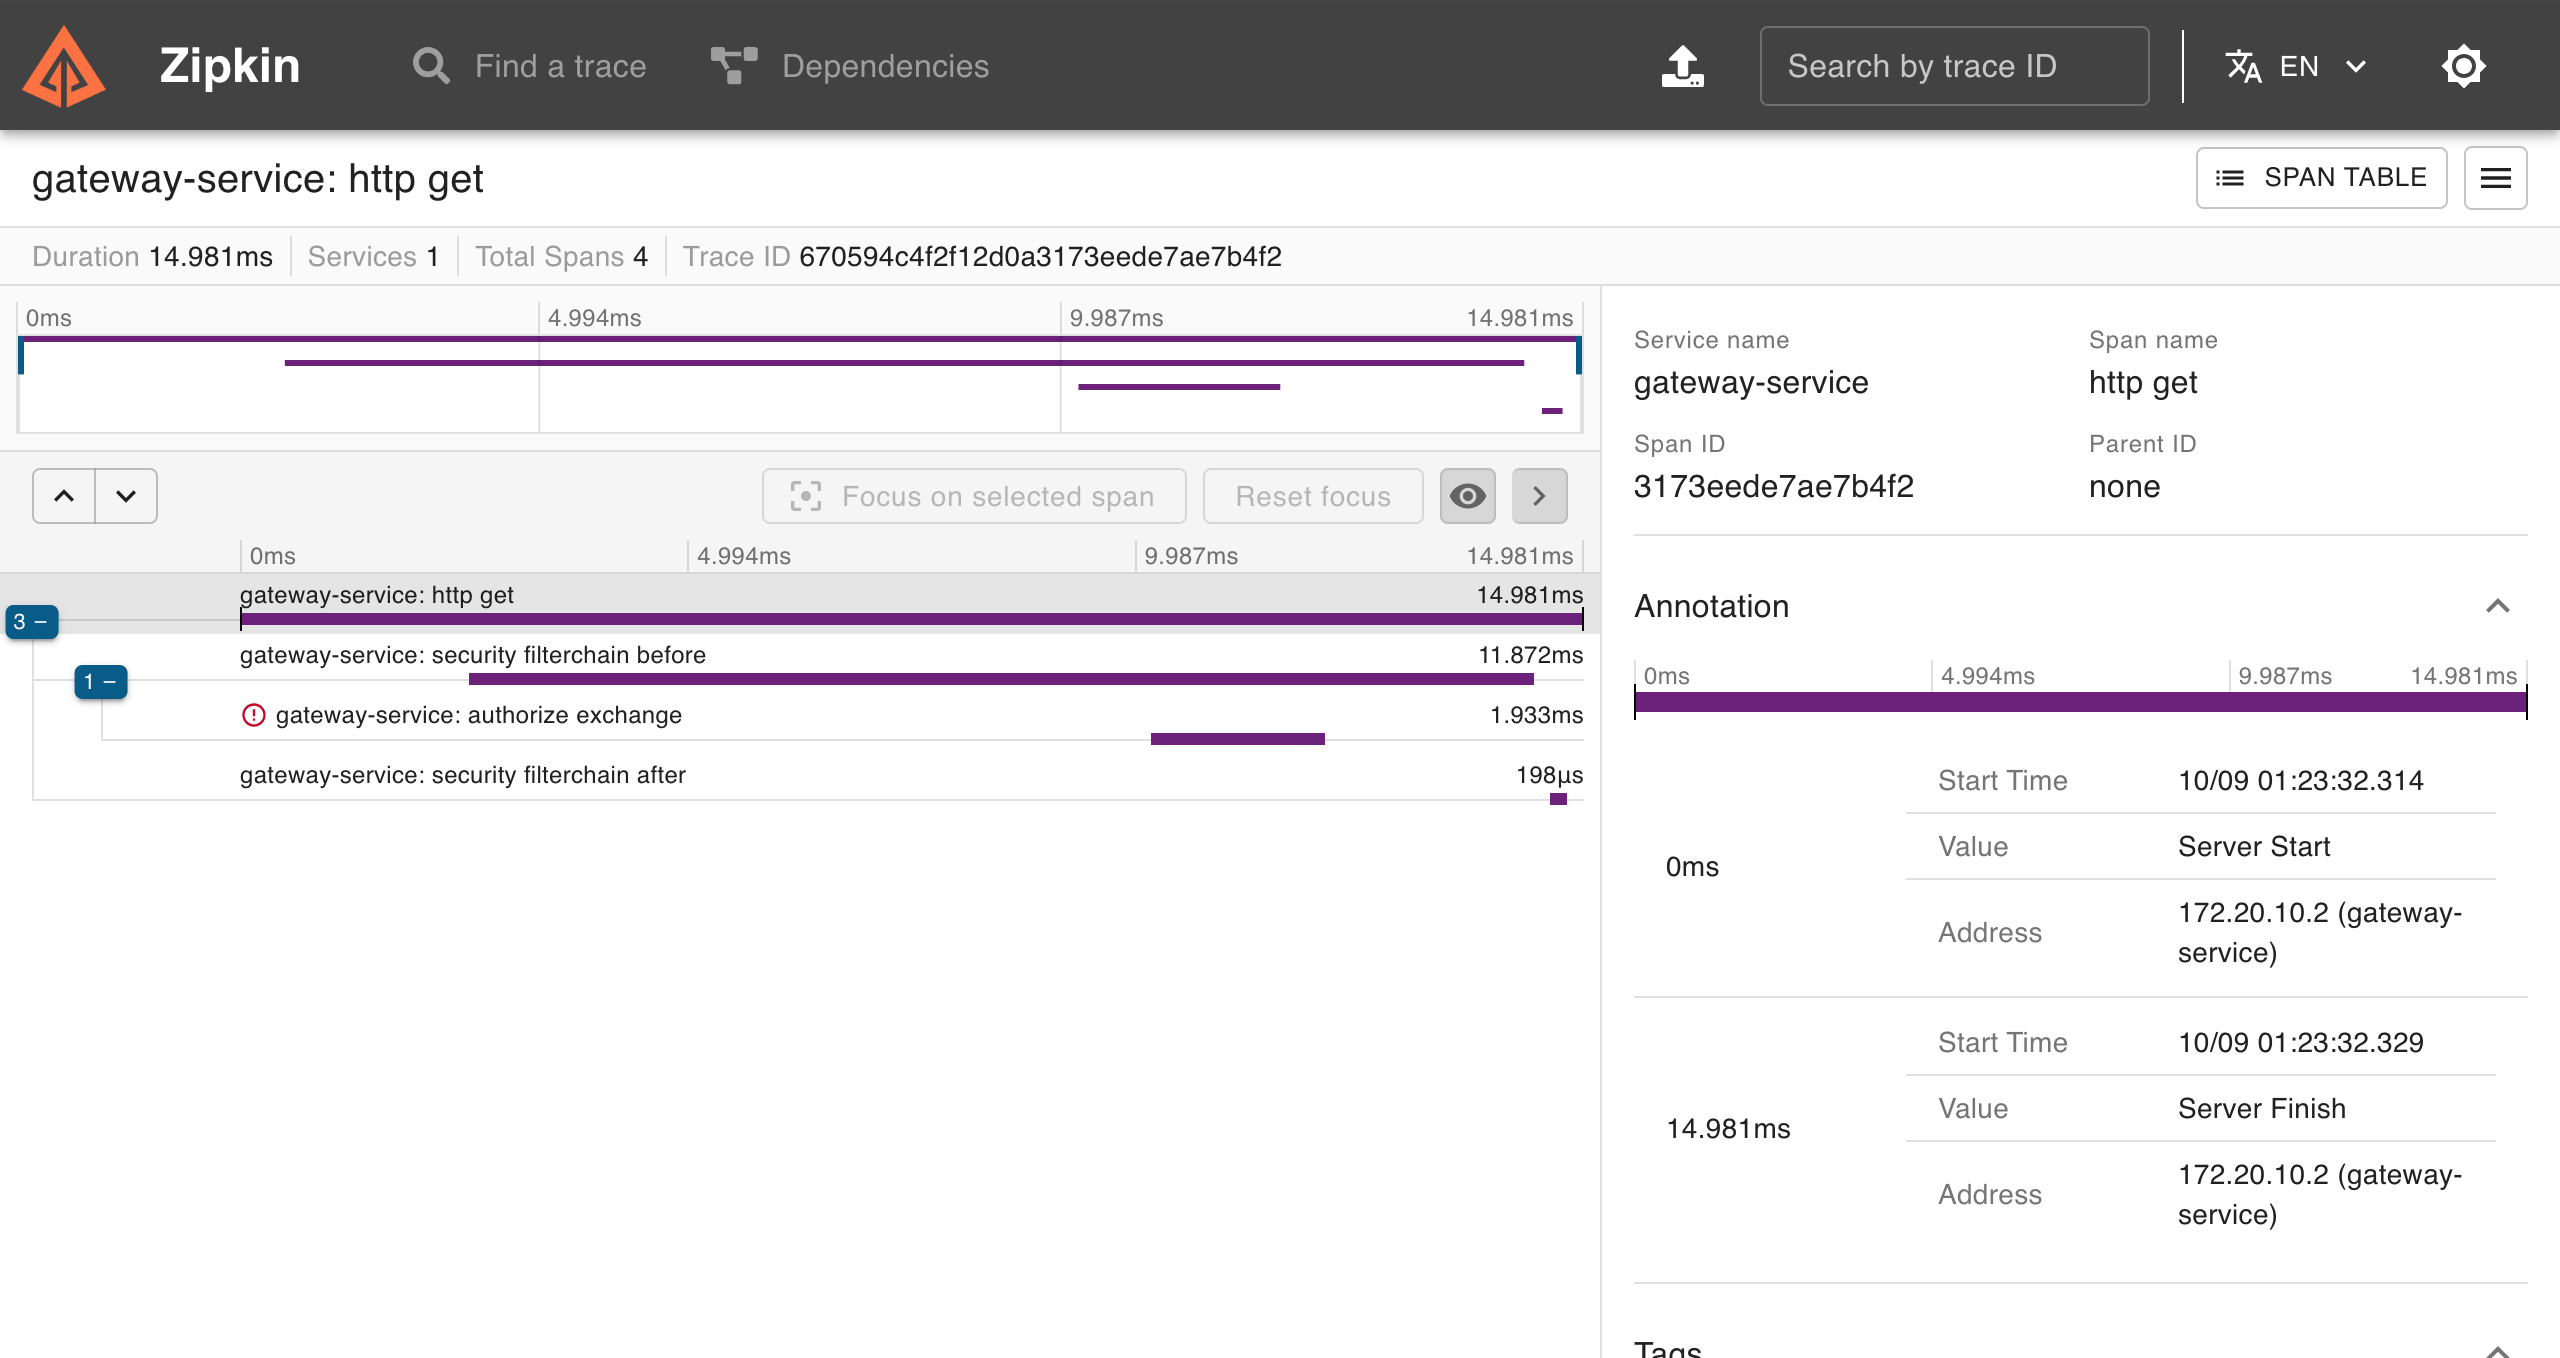 Zipkin
Find a trace
Dependencies
Search by trace ID
EN
gateway-service: http get
SPAN TABLE
Duration 14.981ms
Services 1
Total Spans 4
Trace ID 670594c4f2f12d0a3173eede7ae7b4f2
0ms 4.994ms 9.987ms 14.981ms
Focus on selected span
Reset focus
0ms 4.994ms 9.987ms 14.981ms
gateway-service: http get 14.981ms
3 –
gateway-service: security filterchain before 11.872ms
1 –
gateway-service: authorize exchange 1.933ms
gateway-service: security filterchain after 198µs
Service name
gateway-service
Span name
http get
Span ID
3173eede7ae7b4f2
Parent ID
none
Annotation
0ms 4.994ms 9.987ms 14.981ms
0ms
Start Time 10/09 01:23:32.314
Value Server Start
Address 172.20.10.2 (gateway-
service)
14.981ms
Start Time 10/09 01:23:32.329
Value Server Finish
Address 172.20.10.2 (gateway-
service)
Tags